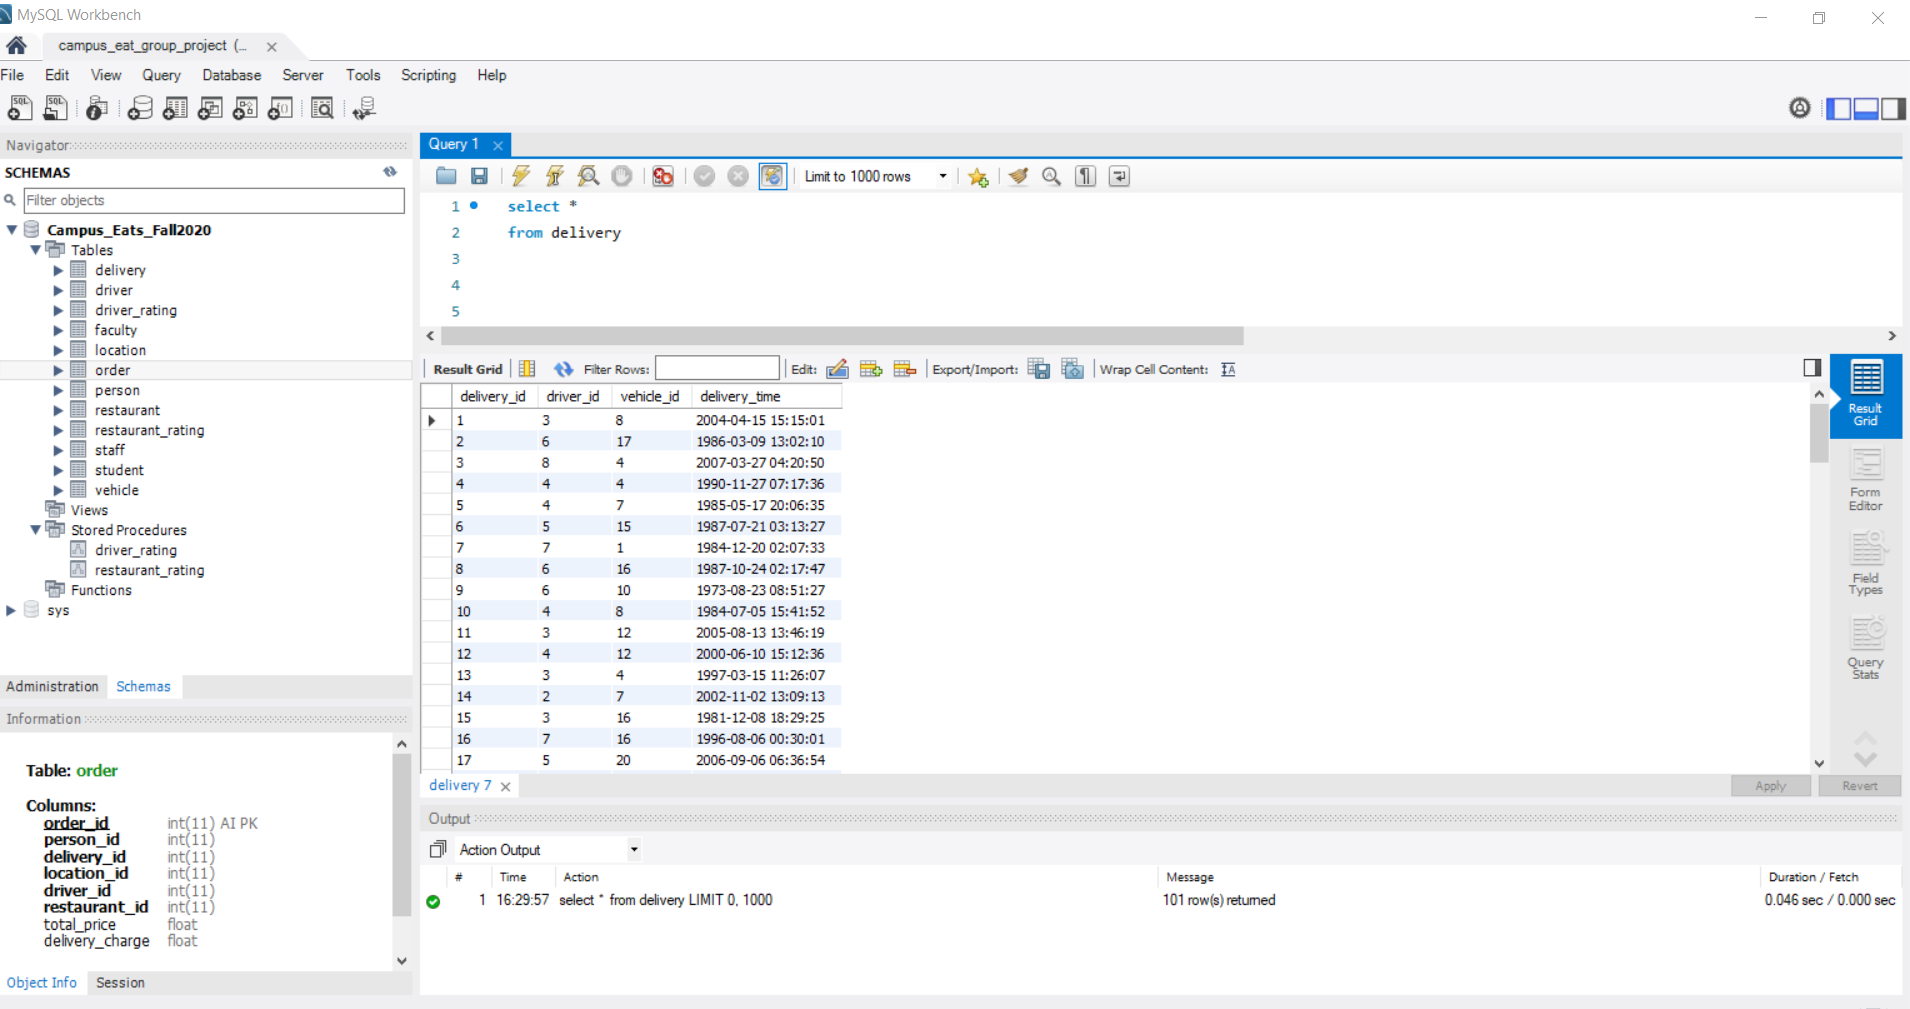 MySQL Workbench
campus_eat_group_project (...
File Edit View Query Database Server Tools Scripting Help
Navigator
SCHEMAS
Filter objects
Campus_Eats_Fall2020
Tables
delivery
driver
driver_rating
faculty
location
order
person
restaurant
restaurant_rating
staff
student
vehicle
Views
Stored Procedures
driver_rating
restaurant_rating
Functions
sys
Administration Schemas
Information
Table: order
Columns:
order_id int(11) AI PK
person_id int(11)
delivery_id int(11)
location_id int(11)
driver_id int(11)
restaurant_id int(11)
total_price float
delivery_charge float
Object Info Session
Query 1
Limit to 1000 rows
1 select *
2 from delivery
3
4
5
Result Grid Filter Rows: Edit: Export/Import: Wrap Cell Content:
delivery_id driver_id vehicle_id delivery_time
1 3 8 2004-04-15 15:15:01
2 6 17 1986-03-09 13:02:10
3 8 4 2007-03-27 04:20:50
4 4 4 1990-11-27 07:17:36
5 4 7 1985-05-17 20:06:35
6 5 15 1987-07-21 03:13:27
7 7 1 1984-12-20 02:07:33
8 6 16 1987-10-24 02:17:47
9 6 10 1973-08-23 08:51:27
10 4 8 1984-07-05 15:41:52
11 3 12 2005-08-13 13:46:19
12 4 12 2000-06-10 15:12:36
13 3 4 1997-03-15 11:26:07
14 2 7 2002-11-02 13:09:13
15 3 16 1981-12-08 18:29:25
16 7 16 1996-08-06 00:30:01
17 5 20 2006-09-06 06:36:54
Result
Grid
Form
Editor
Field
Types
Query
Stats
delivery 7
Apply Revert
Output
Action Output
# Time Action Message Duration / Fetch
1 16:29:57 select * from delivery LIMIT 0, 1000 101 row(s) returned 0.046 sec / 0.000 sec